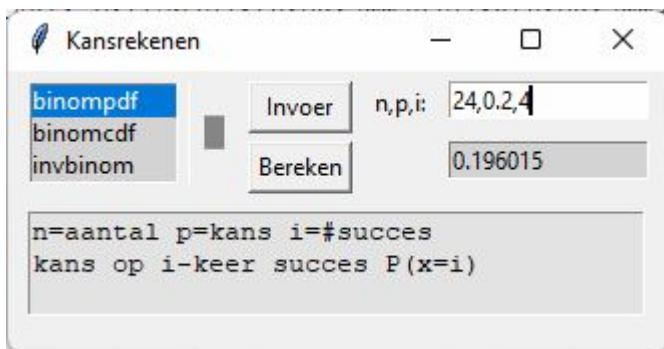 Kansrekenen
binompdf
binomcdf
invbinom
Invoer
Bereken
n,p,i: 24,0.2,4
0.196015
n=aantal p=kans i=#succes
kans op i-keer succes P(x=i)